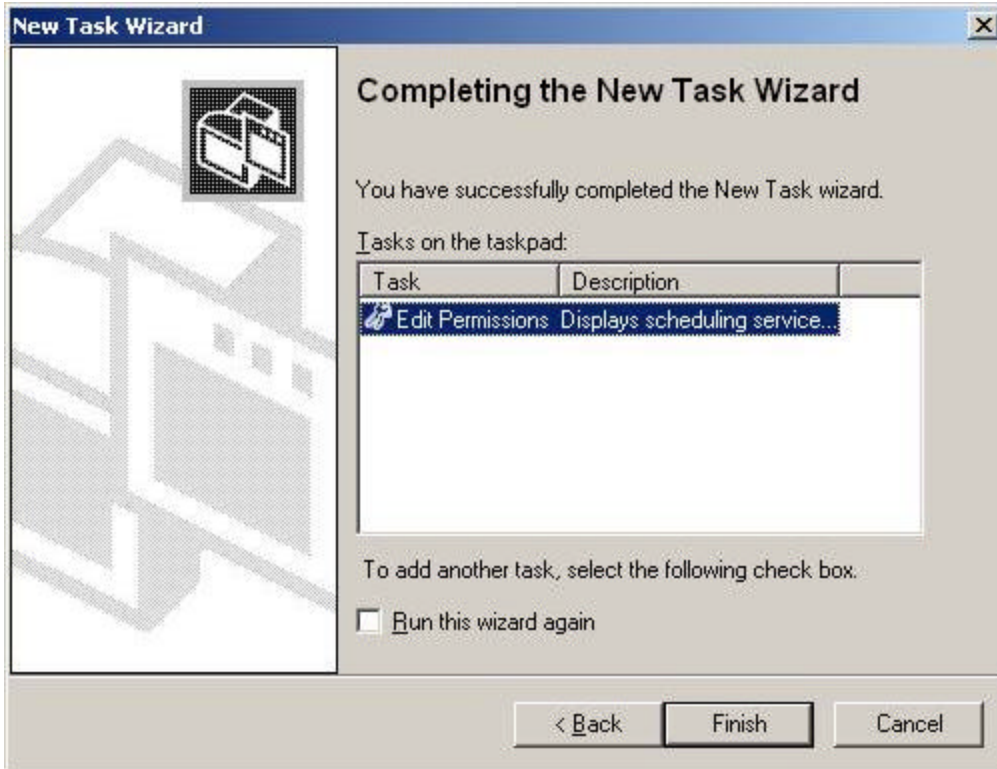 New Task Wizard
Completing the New Task Wizard
You have successfully completed the New Task wizard.
Tasks on the taskpad:
Task Description
Edit Permissions Displays scheduling service...
To add another task, select the following check box.
Run this wizard again
< Back Finish Cancel